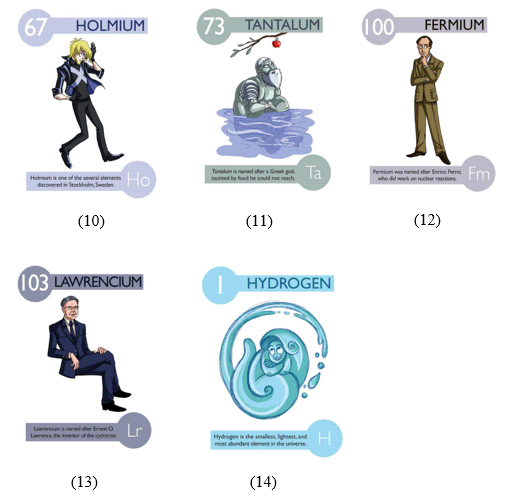 67 HOLMIUM
Holmium is one of the several elements
discovered in Stockholm, Sweden.
Ho
(10)
73 TANTALUM
Tantalum is named after a Greek god,
taunted by food he could not reach.
Ta
(11)
100 FERMIUM
Fermium was named after Enrico Fermi,
who did work on nuclear reactions.
Fm
(12)
103 LAWRENCIUM
Lawrencium is named after Ernest O.
Lawrence, the inventor of the cyclotron.
Lr
(13)
1 HYDROGEN
Hydrogen is the smallest, lightest, and
most abundant element in the universe.
H
(14)